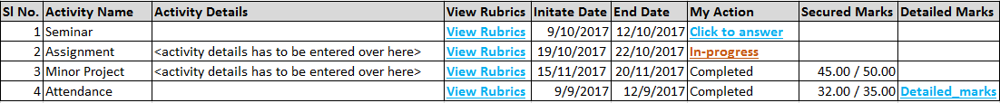 Sl No. Activity Name Activity Details View Rubrics Initate Date End Date My Action Secured Marks Detailed Marks
1 Seminar View Rubrics 9/10/2017 12/10/2017 Click to answer
2 Assignment <activity details has to be entered over here> View Rubrics 19/10/2017 22/10/2017 In-progress
3 Minor Project <activity details has to be entered over here> View Rubrics 15/11/2017 20/11/2017 Completed 45.00 / 50.00
4 Attendance View Rubrics 9/9/2017 12/9/2017 Completed 32.00 / 35.00 Detailed_marks